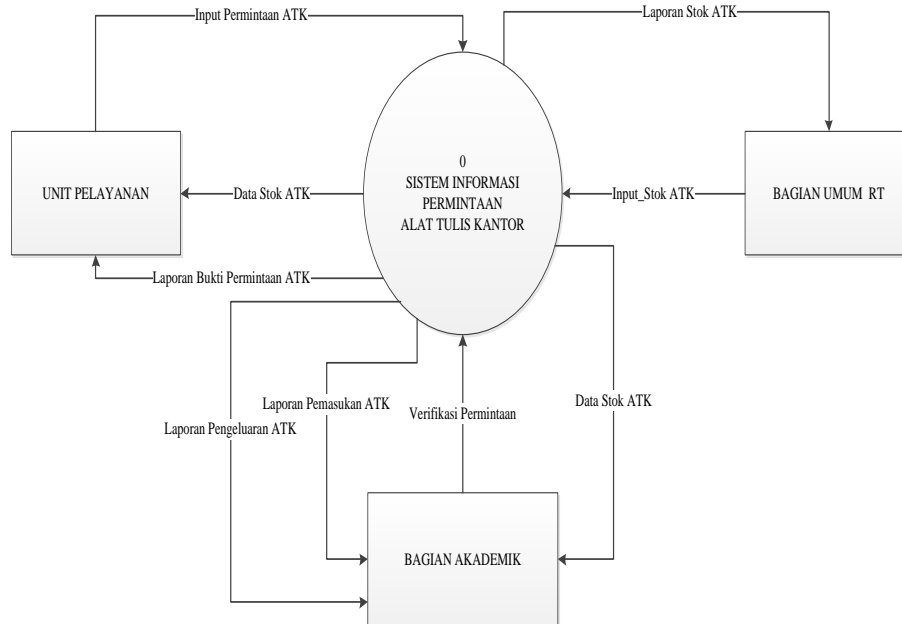 Input Permintaan ATK
Laporan Stok ATK
0
SISTEM INFORMASI
PERMINTAAN
ALAT TULIS KANTOR
UNIT PELAYANAN
Data Stok ATK
Input_Stok ATK
BAGIAN UMUM RT
Laporan Bukti Permintaan ATK
Laporan Pemasukan ATK
Verifikasi Permintaan
Data Stok ATK
Laporan Pengeluaran ATK
BAGIAN AKADEMIK